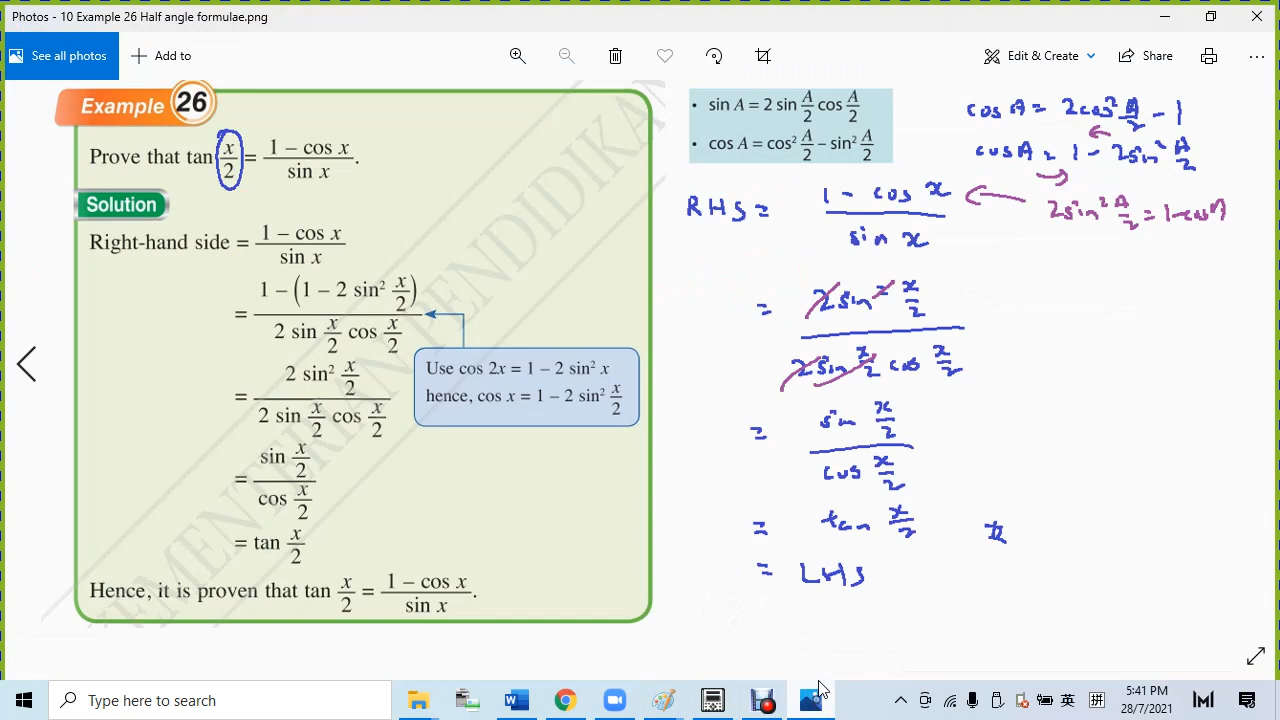 Photos - 10 Example 26 Half angle formulae.png
See all photos
Add to
Edit & Create
Share
Example 26
Prove that tan x/2 = (1 – cos x)/(sin x).
Solution
Right-hand side = (1 – cos x)/(sin x)
= (1 – (1 – 2 sin² x/2))/(2 sin x/2 cos x/2)
Use cos 2x = 1 – 2 sin² x
hence, cos x = 1 – 2 sin² x/2
= (2 sin² x/2)/(2 sin x/2 cos x/2)
= (sin x/2)/(cos x/2)
= tan x/2
Hence, it is proven that tan x/2 = (1 – cos x)/(sin x).
KEMENTERIAN PENDIDIKAN
• sin A = 2 sin A/2 cos A/2
• cos A = cos² A/2 – sin² A/2
cos A = 2cos² A/2 - 1
cos A = 1 - 2sin² A/2
2sin² A/2 = 1-cos A
RHS = (1 - cos x)/(sin x)
= (2sin² x/2)/(2sin x/2 cos x/2)
= (sin x/2)/(cos x/2)
= tan x/2
= LHS
Type here to search
英
拼
5:41 PM
28/7/2021